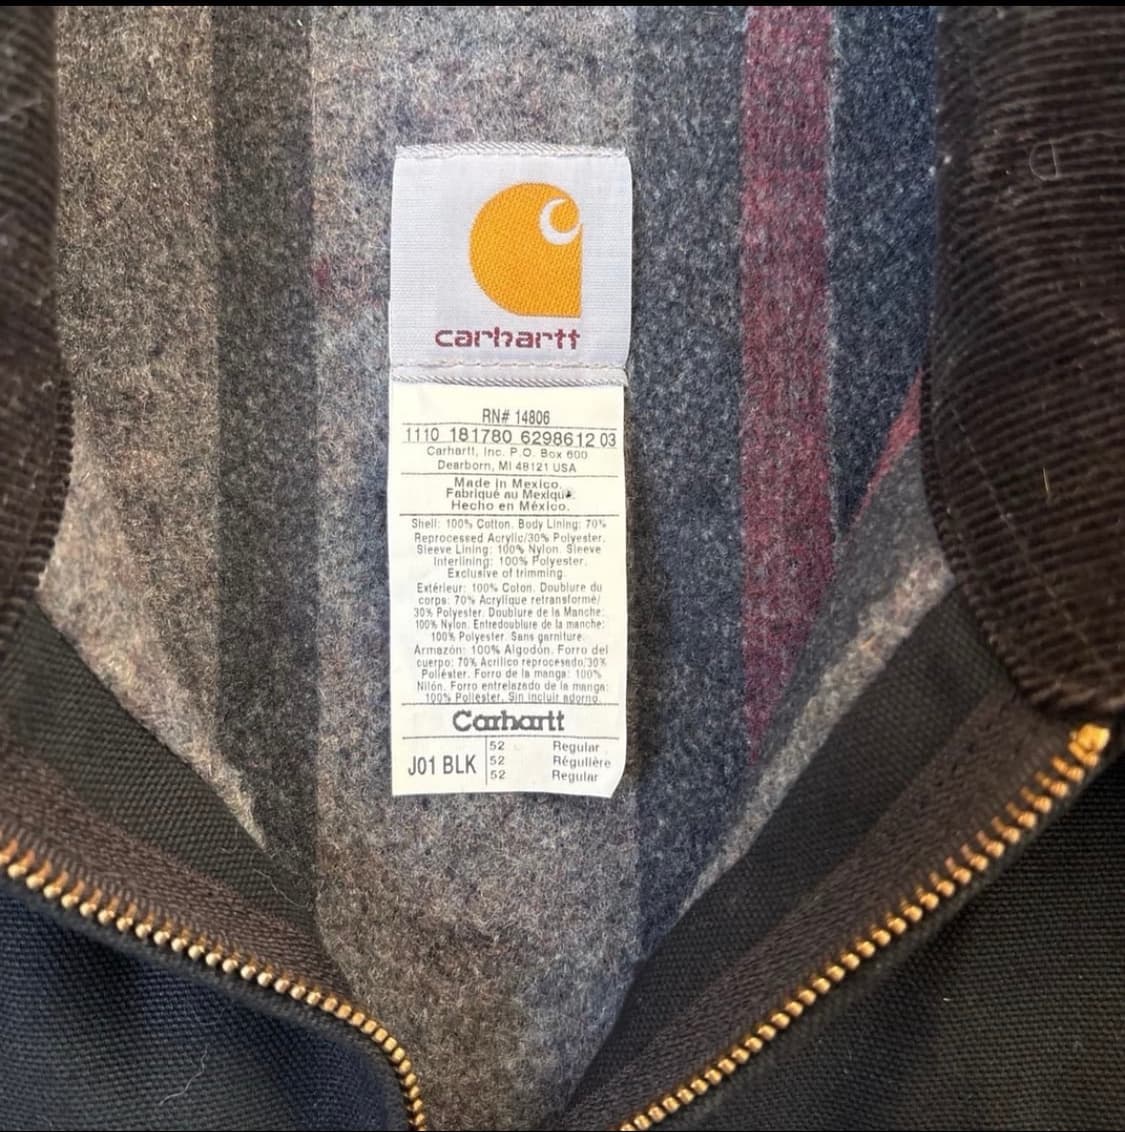 carhartt
RN# 14806
1110 181780 6298612 03
Carhartt, Inc. P.O. Box 600
Dearborn, MI 48121 USA
Made in Mexico.
Fabriqué au Mexique.
Hecho en México.
Shell: 100% Cotton. Body Lining: 70%
Reprocessed Acrylic/30% Polyester.
Sleeve Lining: 100% Nylon. Sleeve
Interlining: 100% Polyester.
Exclusive of trimming.
Extérieur: 100% Coton. Doublure du
corps: 70% Acrylique retransformé/
30% Polyester. Doublure de la Manche:
100% Nylon. Entredoublure de la manche:
100% Polyester. Sans garniture.
Armazón: 100% Algodón. Forro del
cuerpo: 70% Acrílico reprocesado/30%
Poliéster. Forro de la manga: 100%
Nilón. Forro entrelazado de la manga:
100% Poliester. Sin incluir adorno.
Carhartt
J01 BLK
52 Regular
52 Régulière
52 Regular